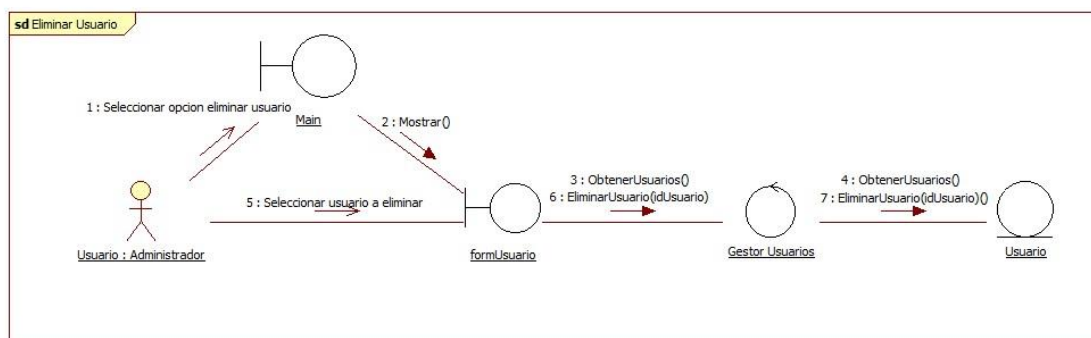 sd Eliminar Usuario
1 : Seleccionar opcion eliminar usuario
Main
2 : Mostrar()
3 : ObtenerUsuarios()
6 : EliminarUsuario(idUsuario)
4 : ObtenerUsuarios()
7 : EliminarUsuario(idUsuario)()
5 : Seleccionar usuario a eliminar
Usuario : Administrador
formUsuario
Gestor Usuarios
Usuario